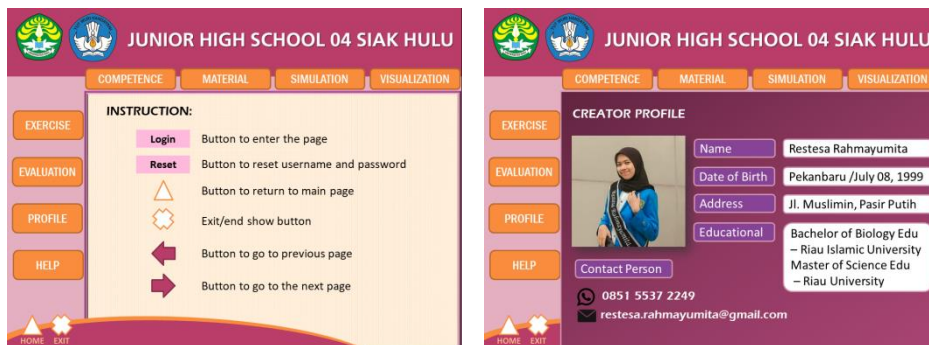 JUNIOR HIGH SCHOOL 04 SIAK HULU
COMPETENCE MATERIAL SIMULATION VISUALIZATION
EXERCISE
EVALUATION
PROFILE
HELP
HOME EXIT
INSTRUCTION:
Login Button to enter the page
Reset Button to reset username and password
Button to return to main page
Exit/end show button
Button to go to previous page
Button to go to the next page
JUNIOR HIGH SCHOOL 04 SIAK HULU
COMPETENCE MATERIAL SIMULATION VISUALIZATION
EXERCISE
EVALUATION
PROFILE
HELP
HOME EXIT
CREATOR PROFILE
Name Restesa Rahmayumita
Date of Birth Pekanbaru /July 08, 1999
Address Jl. Muslimin, Pasir Putih
Educational Bachelor of Biology Edu
– Riau Islamic University
Master of Science Edu
– Riau University
Contact Person
0851 5537 2249
restesa.rahmayumita@gmail.com